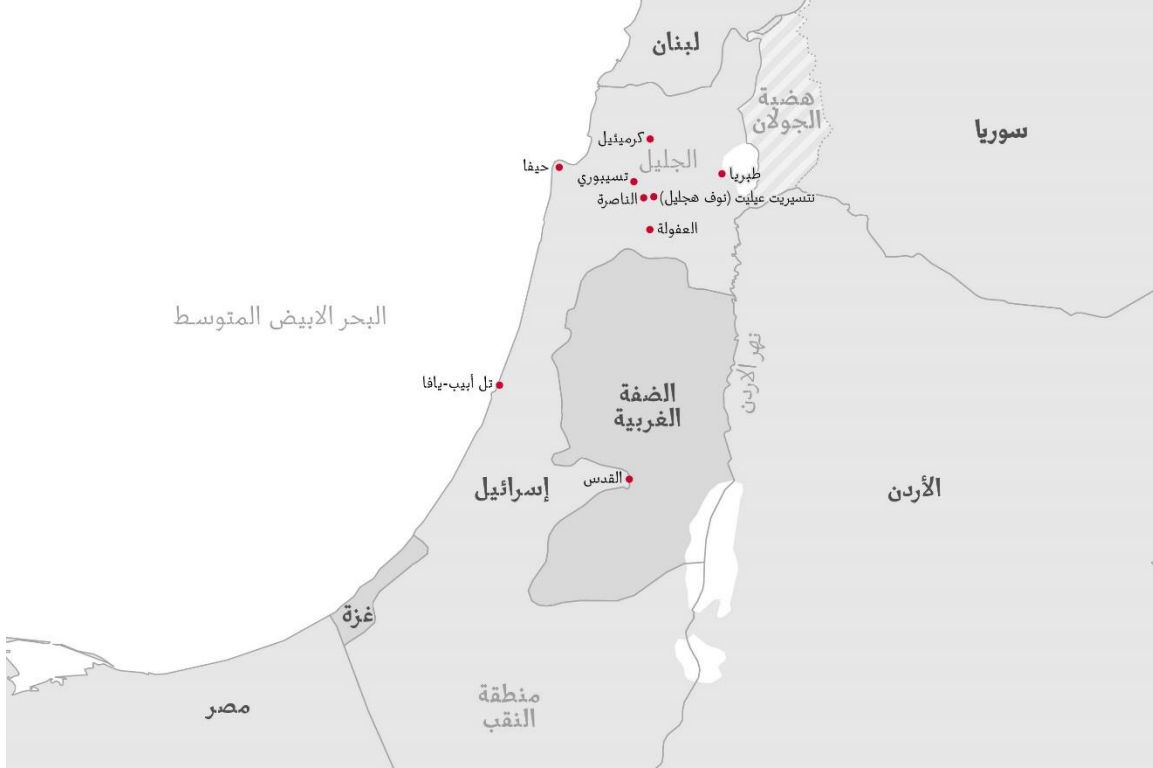 لبنان
هضبة
الجولان
سوريا
كرميئيل
الجليل
حيفا
طبريا
تسيبوري
نتسيريت عيليت (نوف هجليل)
الناصرة
العفولة
البحر الابيض المتوسط
نهر الاردن
تل أبيب-يافا
الضفة
الغربية
القدس
إسرائيل
الأردن
غزة
منطقة
النقب
مصر